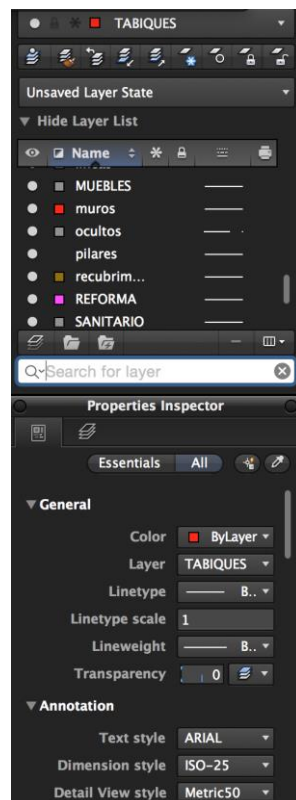 TABIQUES
Unsaved Layer State
Hide Layer List
Name
MUEBLES
muros
ocultos
pilares
recubrim...
REFORMA
SANITARIO
Search for layer
Properties Inspector
Essentials All
General
Color ByLayer
Layer TABIQUES
Linetype B..
Linetype scale 1
Lineweight B..
Transparency 0
Annotation
Text style ARIAL
Dimension style ISO-25
Detail View style Metric50